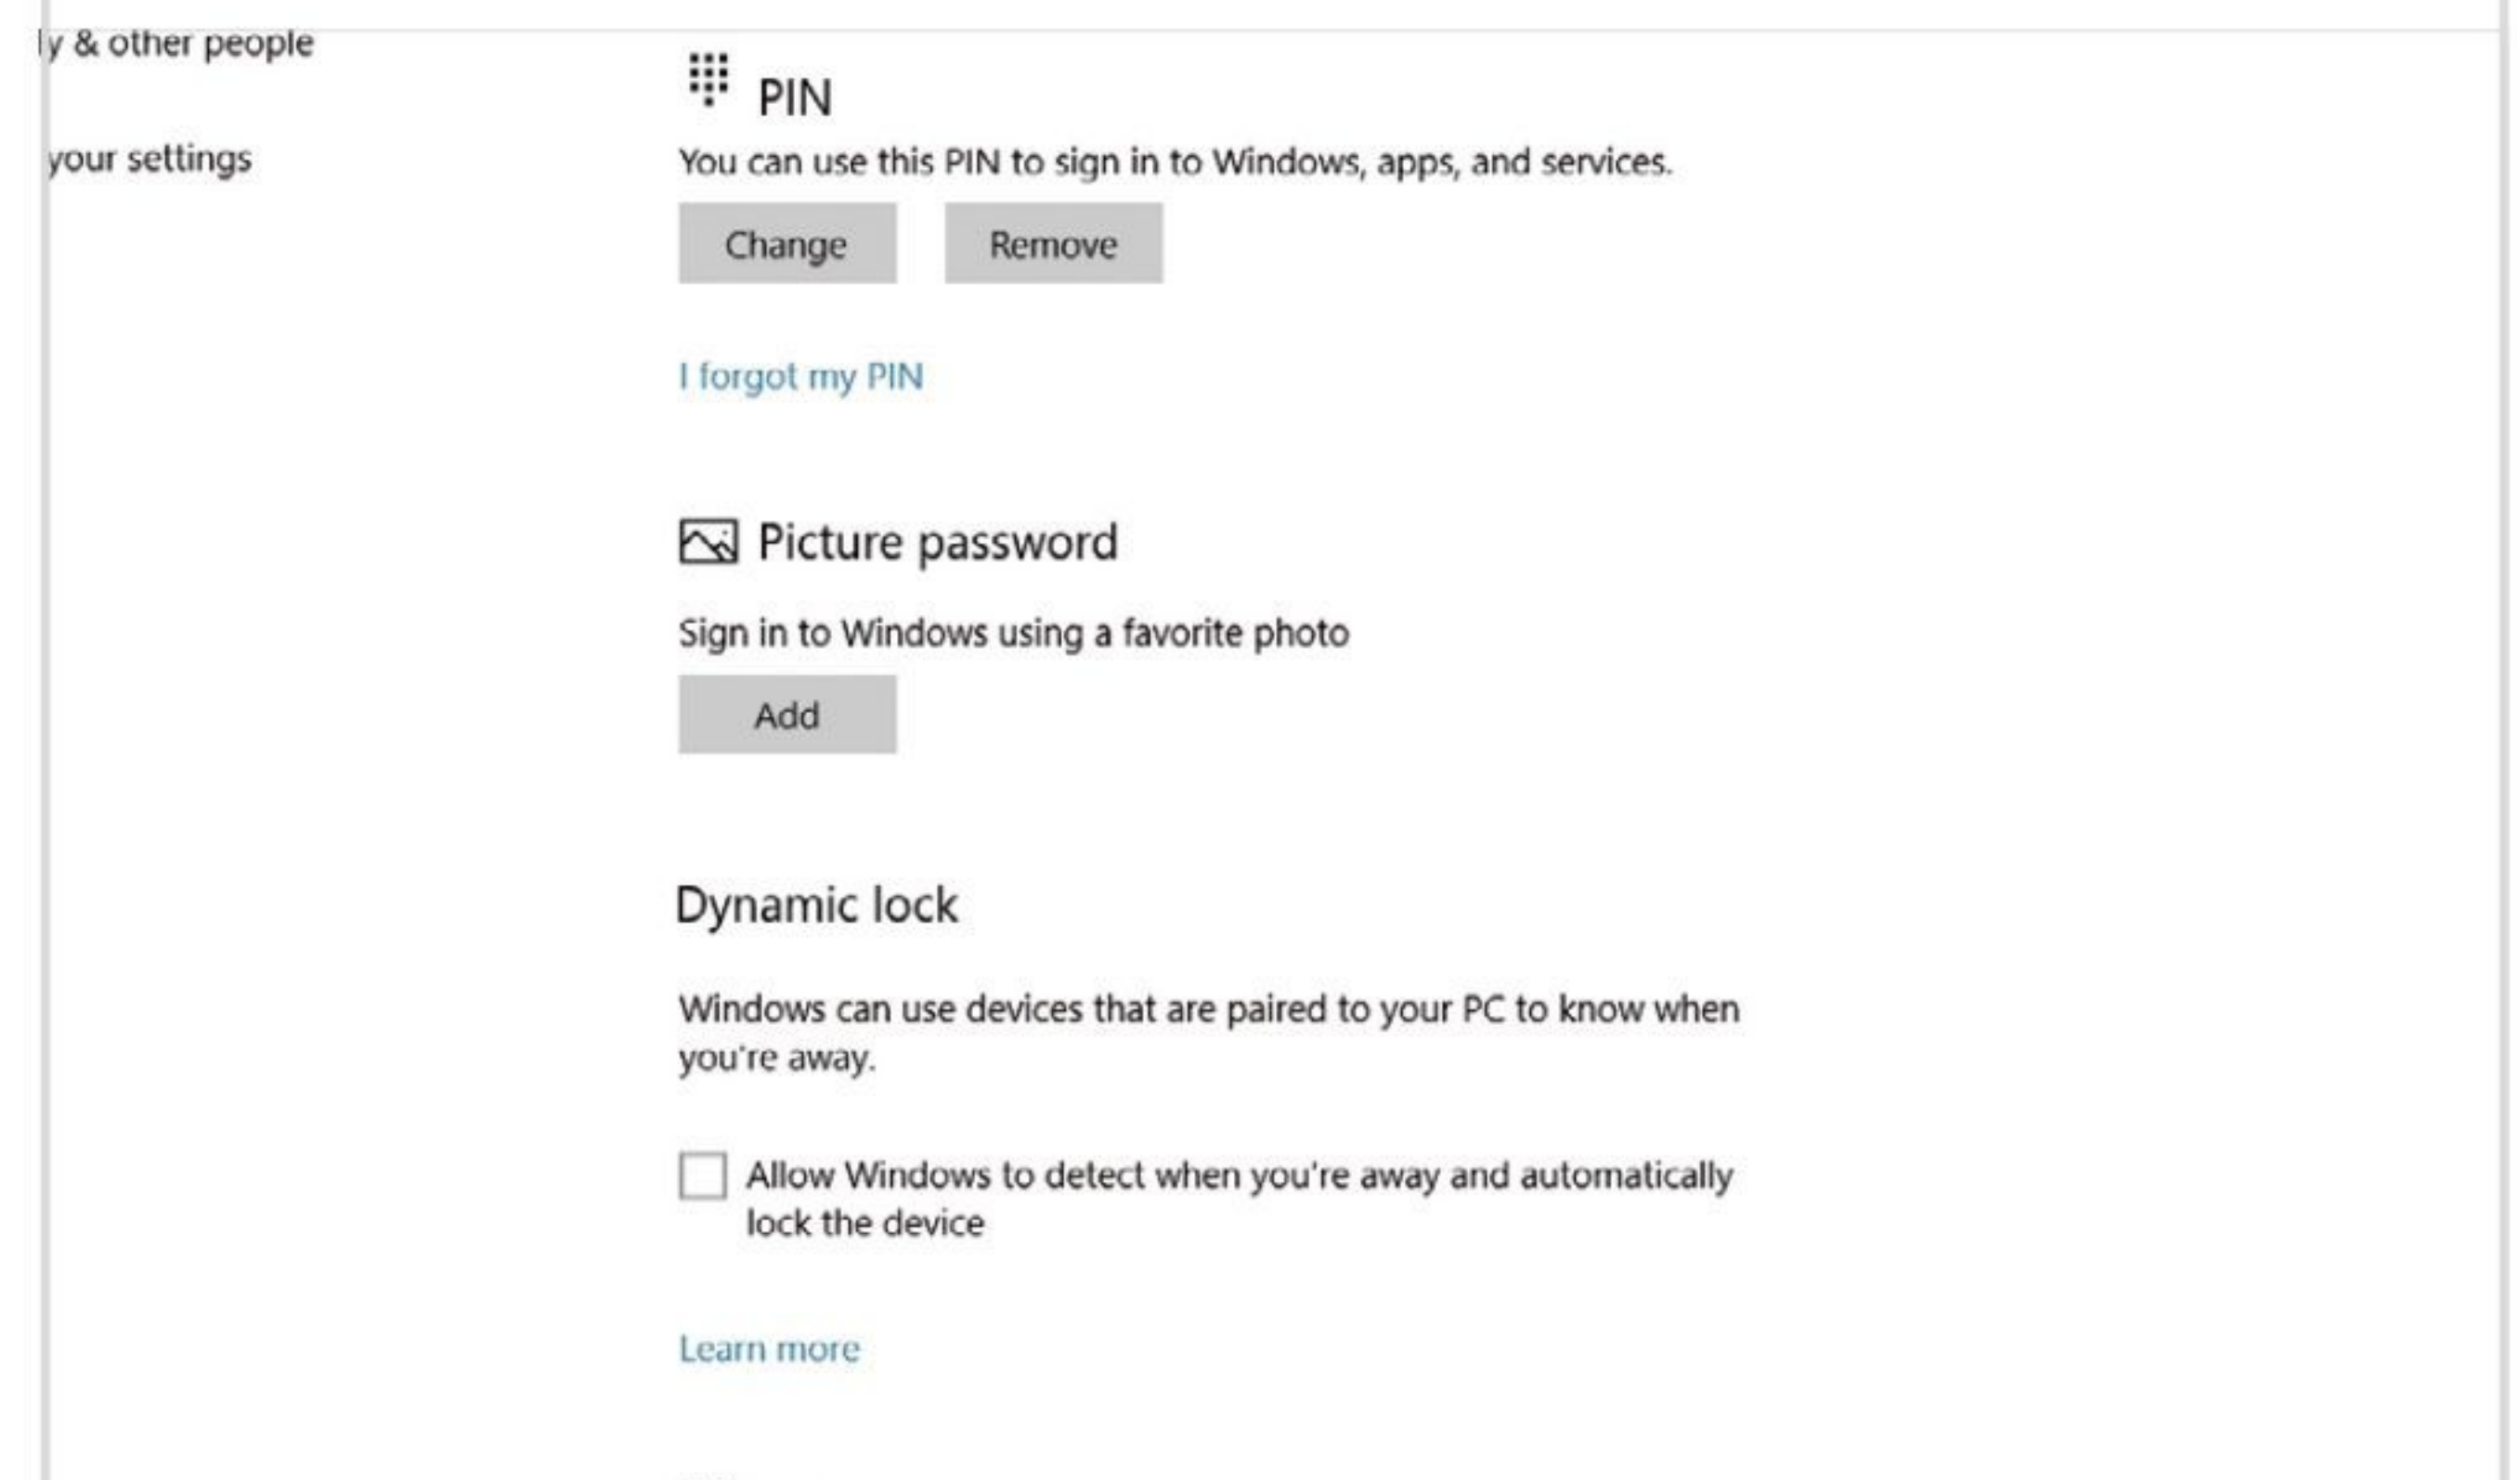 ly & other people
your settings
PIN
You can use this PIN to sign in to Windows, apps, and services.
Change Remove
I forgot my PIN
Picture password
Sign in to Windows using a favorite photo
Add
Dynamic lock
Windows can use devices that are paired to your PC to know when
you're away.
Allow Windows to detect when you're away and automatically
lock the device
Learn more